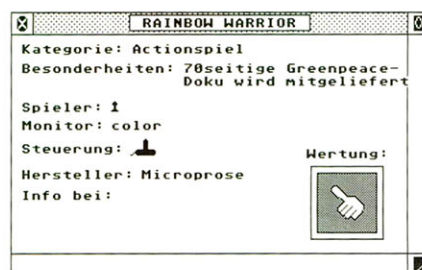 RAINBOW WARRIOR
Kategorie: Actionspiel
Besonderheiten: 70seitige Greenpeace-
Doku wird mitgeliefert
Spieler: 1
Monitor: color
Steuerung:
Wertung:
Hersteller: Microprose
Info bei: